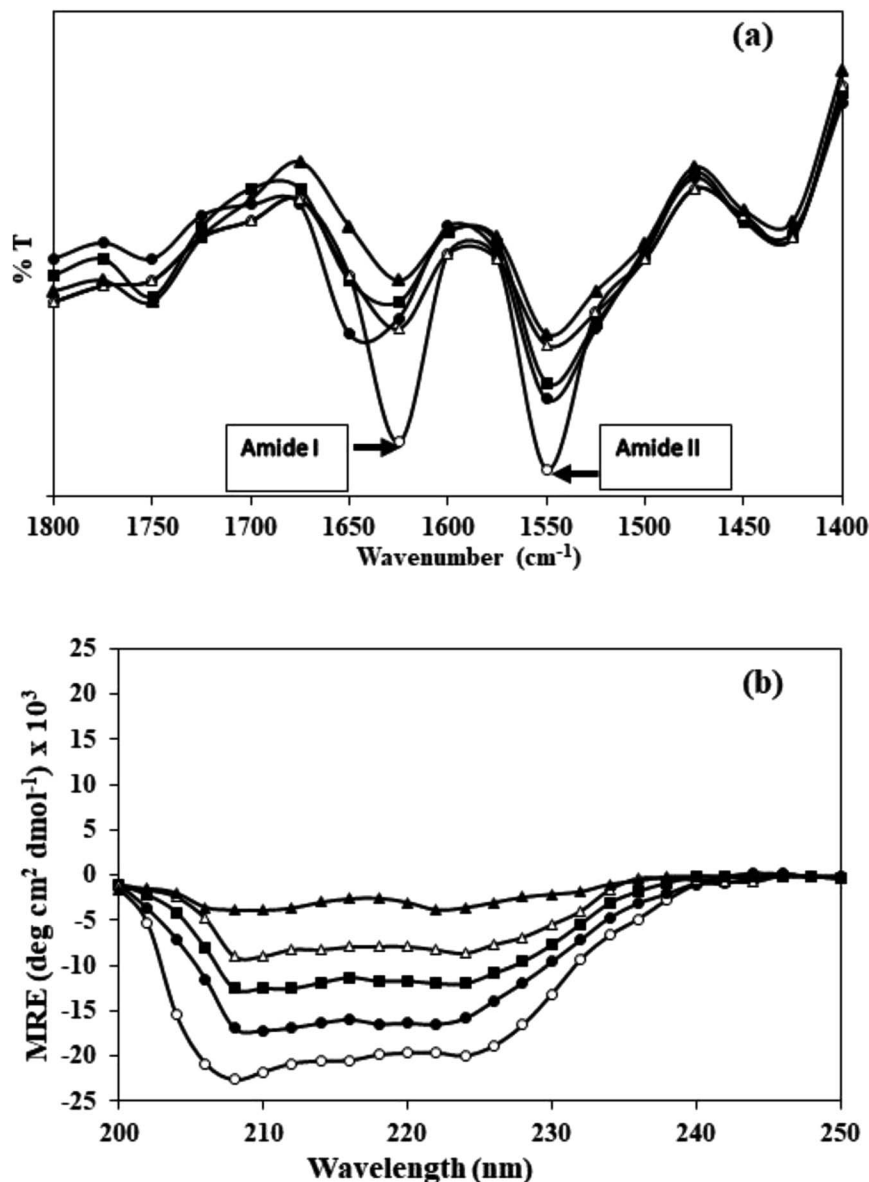 (a)
% T
Amide I
Amide II
1800 1750 1700 1650 1600 1550 1500 1450 1400
Wavenumber (cm⁻¹)
(b)
MRE (deg cm² dmol⁻¹) x 10³
25
20
15
10
5
0
-5
-10
-15
-20
-25
200 210 220 230 240 250
Wavelength (nm)